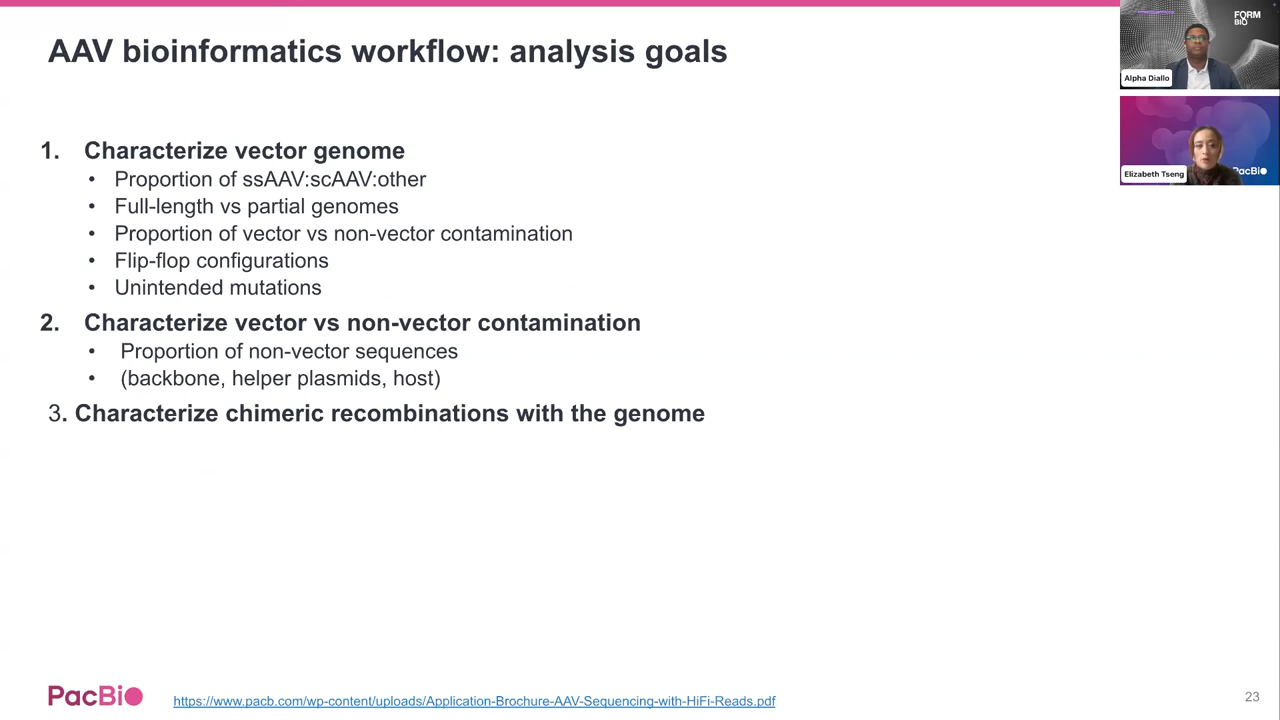 AAV bioinformatics workflow: analysis goals
FORM
BIO
Alpha Diallo
Elizabeth Tseng
PacBio
1. Characterize vector genome
• Proportion of ssAAV:scAAV:other
• Full-length vs partial genomes
• Proportion of vector vs non-vector contamination
• Flip-flop configurations
• Unintended mutations
2. Characterize vector vs non-vector contamination
• Proportion of non-vector sequences
• (backbone, helper plasmids, host)
3. Characterize chimeric recombinations with the genome
PacBio
https://www.pacb.com/wp-content/uploads/Application-Brochure-AAV-Sequencing-with-HiFi-Reads.pdf
23